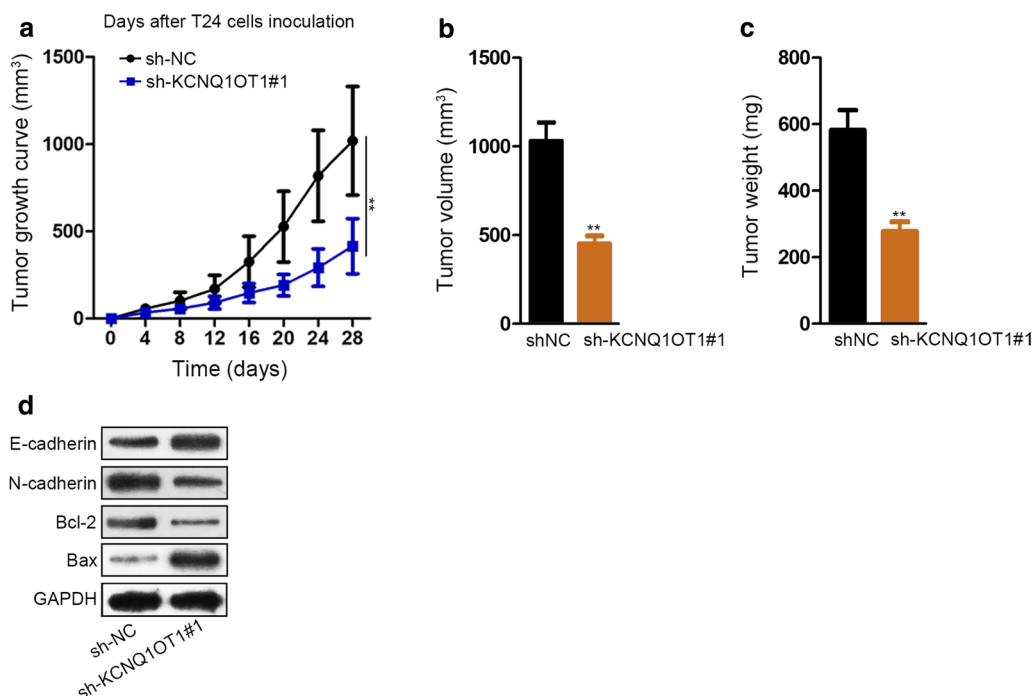 a
Days after T24 cells inoculation
Tumor growth curve (mm3)
1500
1000
500
0
sh-NC
sh-KCNQ1OT1#1
**
0 4 8 12 16 20 24 28
Time (days)
b
Tumor volume (mm3)
1500
1000
500
0
**
shNC sh-KCNQ1OT1#1
c
Tumor weight (mg)
800
600
400
200
0
**
shNC sh-KCNQ1OT1#1
d
E-cadherin
N-cadherin
Bcl-2
Bax
GAPDH
sh-NC
sh-KCNQ1OT1#1